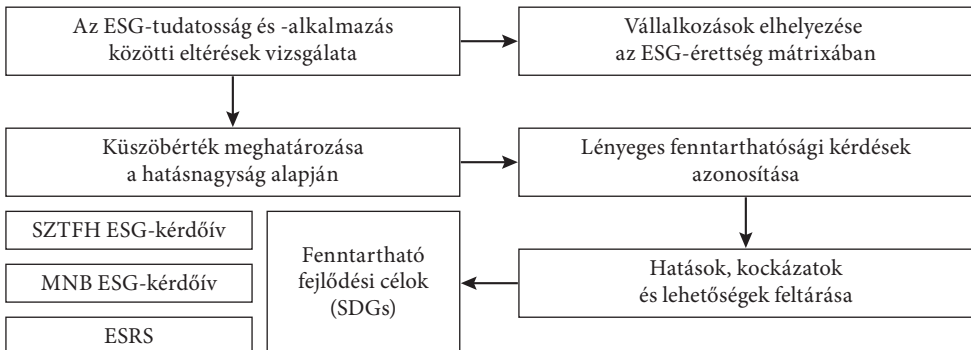 Az ESG-tudatosság és -alkalmazás
közötti eltérések vizsgálata
Vállalkozások elhelyezése
az ESG-érettség mátrixában
Küszöbérték meghatározása
a hatásnagyság alapján
Lényeges fenntarthatósági kérdések
azonosítása
SZTFH ESG-kérdőív
MNB ESG-kérdőív
ESRS
Fenntartható
fejlődési célok
(SDGs)
Hatások, kockázatok
és lehetőségek feltárása